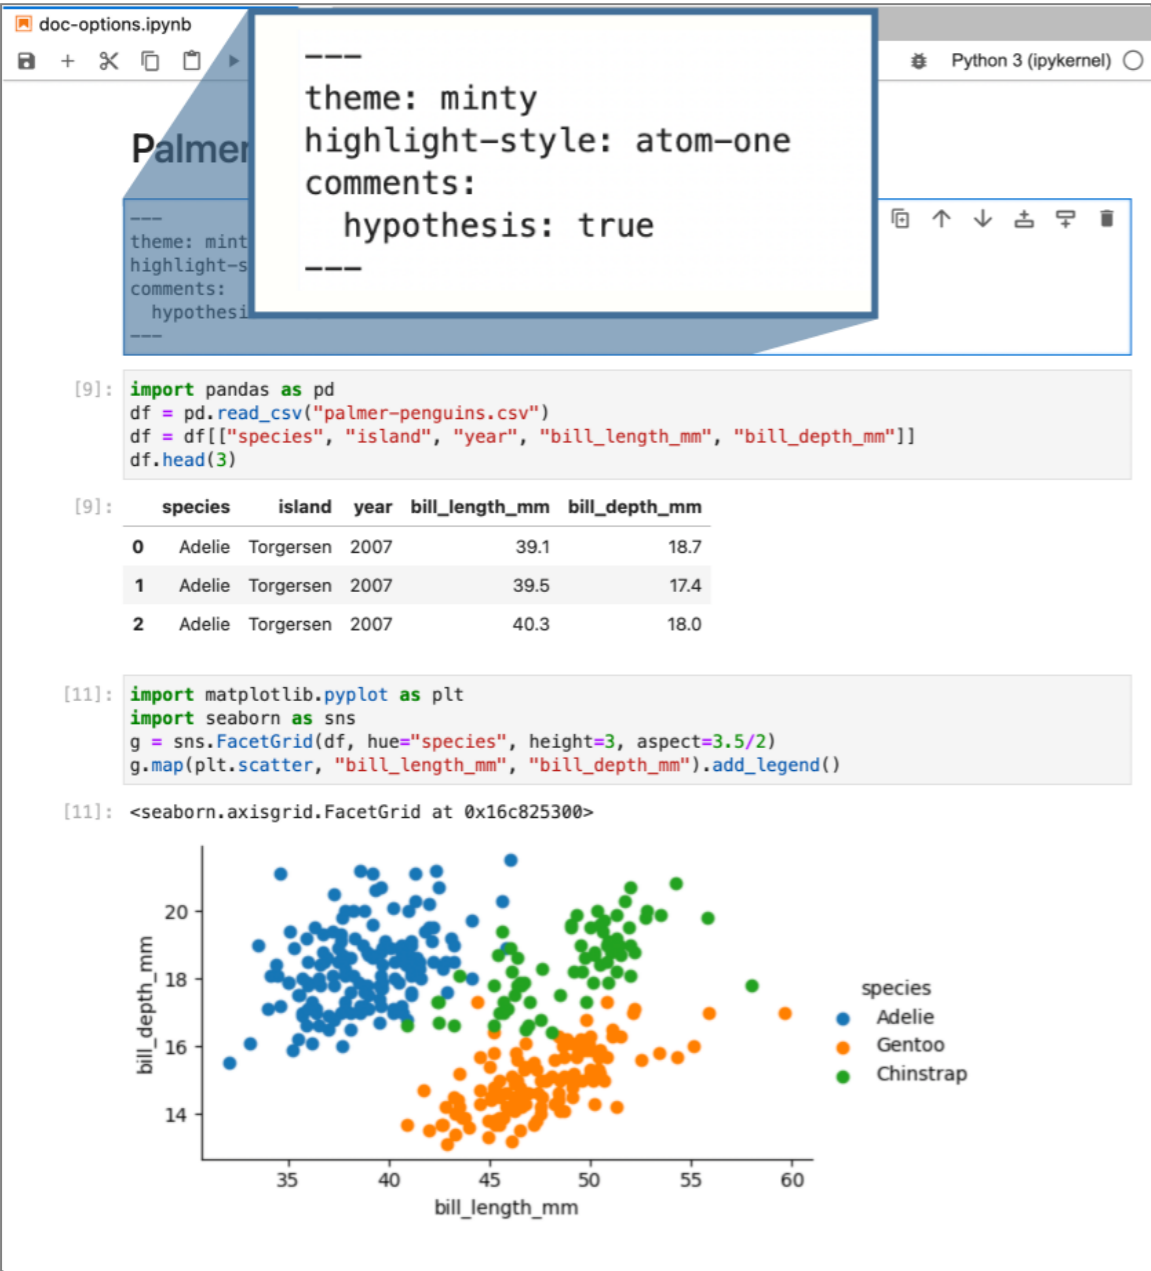 doc-options.ipynb
Python 3 (ipykernel)
---
theme: minty
highlight-style: atom-one
comments:
  hypothesis: true
---
Palmer
---
theme: mint
highlight-s
comments:
  hypothesi
---
[9]:
import pandas as pd
df = pd.read_csv("palmer-penguins.csv")
df = df[["species", "island", "year", "bill_length_mm", "bill_depth_mm"]]
df.head(3)
[9]:
species island year bill_length_mm bill_depth_mm
0 Adelie Torgersen 2007 39.1 18.7
1 Adelie Torgersen 2007 39.5 17.4
2 Adelie Torgersen 2007 40.3 18.0
[11]:
import matplotlib.pyplot as plt
import seaborn as sns
g = sns.FacetGrid(df, hue="species", height=3, aspect=3.5/2)
g.map(plt.scatter, "bill_length_mm", "bill_depth_mm").add_legend()
[11]: <seaborn.axisgrid.FacetGrid at 0x16c825300>
bill_depth_mm
20
18
16
14
35 40 45 50 55 60
bill_length_mm
species
Adelie
Gentoo
Chinstrap